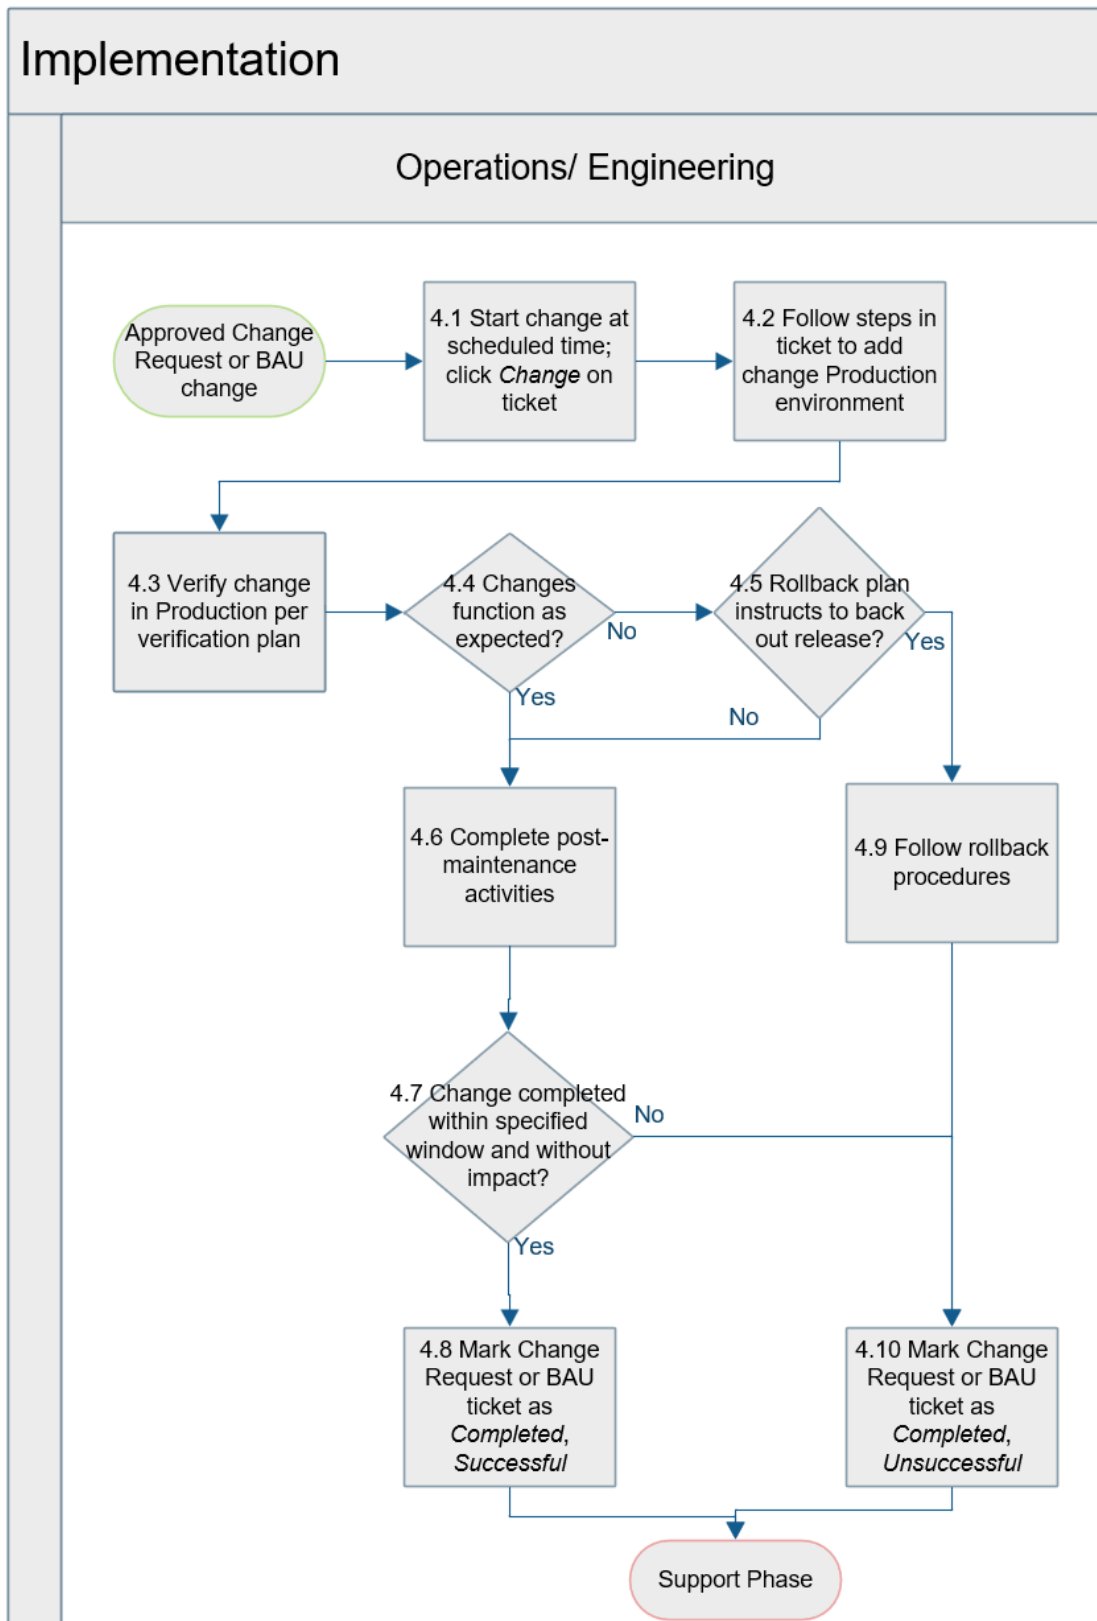 Implementation
Operations/ Engineering
Approved Change
Request or BAU
change
4.1 Start change at
scheduled time;
click Change on
ticket
4.2 Follow steps in
ticket to add
change Production
environment
4.3 Verify change
in Production per
verification plan
4.4 Changes
function as
expected?
No
Yes
4.5 Rollback plan
instructs to back
out release?
Yes
No
4.6 Complete post-
maintenance
activities
4.9 Follow rollback
procedures
4.7 Change completed
within specified
window and without
impact?
No
Yes
4.8 Mark Change
Request or BAU
ticket as
Completed,
Successful
4.10 Mark Change
Request or BAU
ticket as
Completed,
Unsuccessful
Support Phase